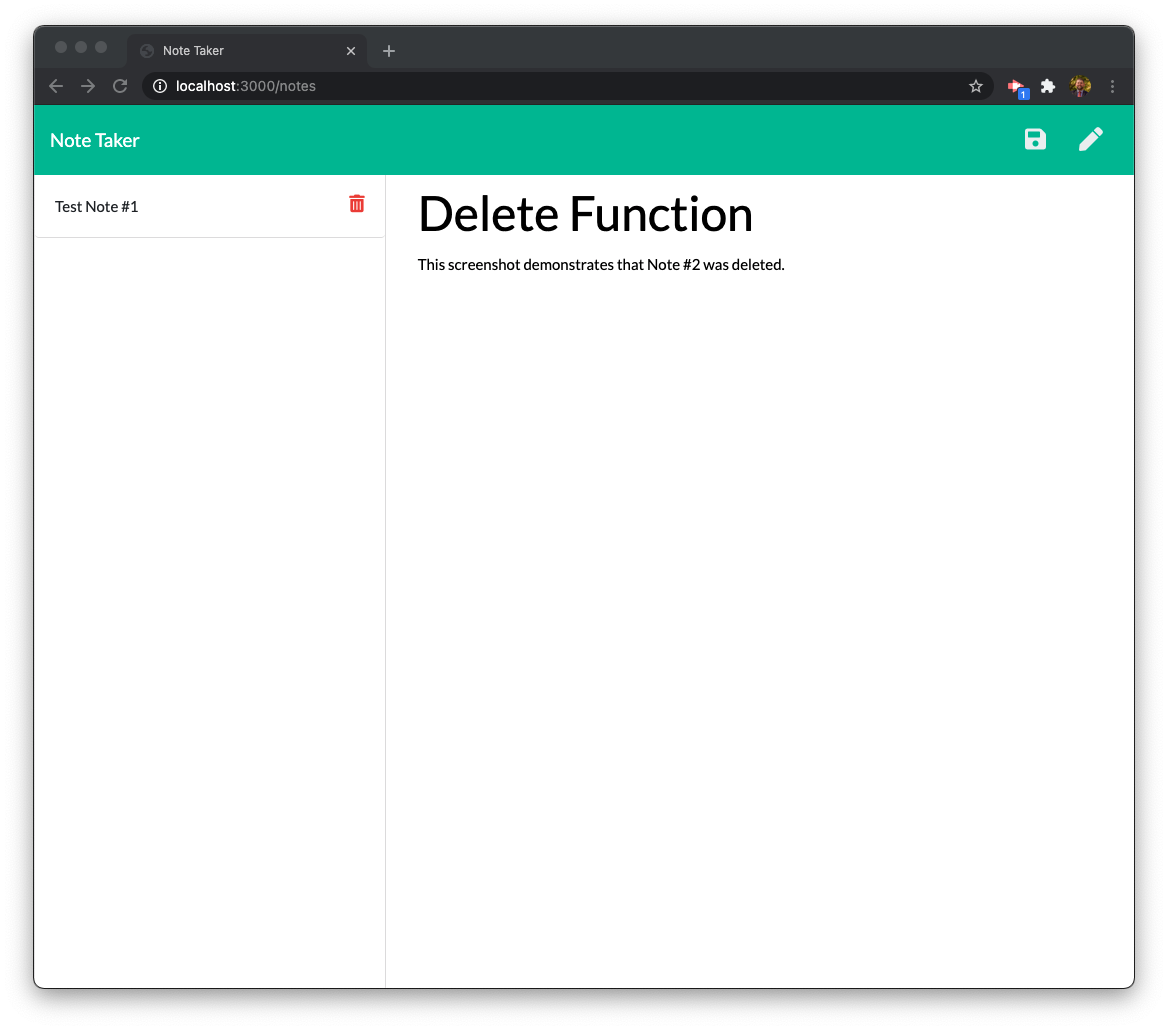 Note Taker
localhost:3000/notes
1
Note Taker
Test Note #1
Delete Function
This screenshot demonstrates that Note #2 was deleted.